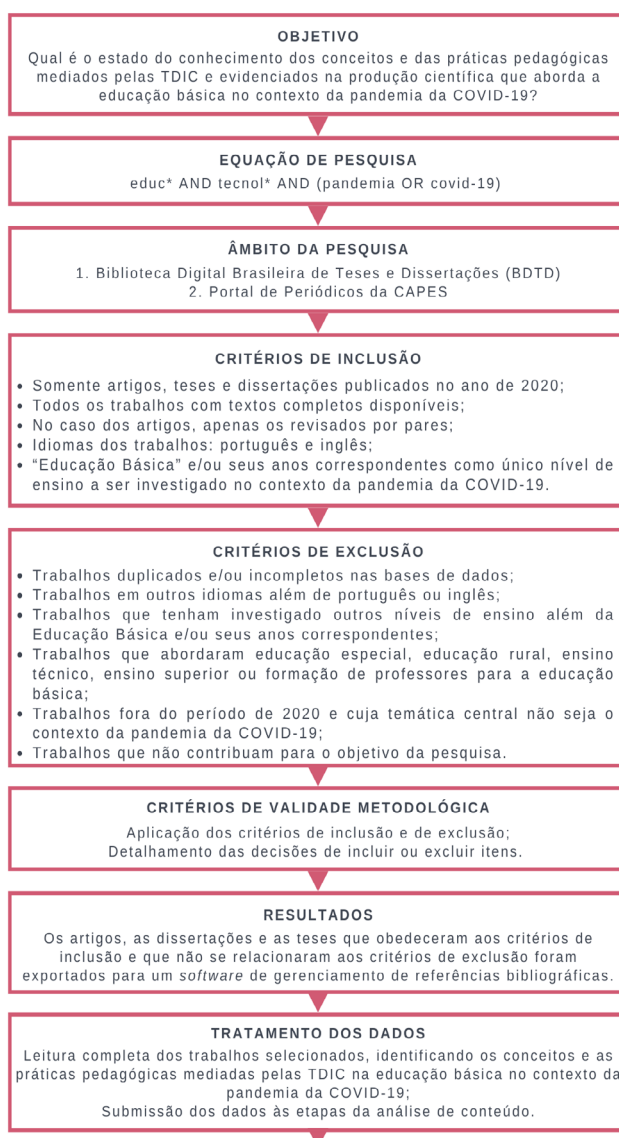 OBJETIVO
Qual é o estado do conhecimento dos conceitos e das práticas pedagógicas
mediados pelas TDIC e evidenciados na produção científica que aborda a
educação básica no contexto da pandemia da COVID-19?
EQUAÇÃO DE PESQUISA
educ* AND tecnol* AND (pandemia OR covid-19)
ÂMBITO DA PESQUISA
1. Biblioteca Digital Brasileira de Teses e Dissertações (BDTD)
2. Portal de Periódicos da CAPES
CRITÉRIOS DE INCLUSÃO
• Somente artigos, teses e dissertações publicados no ano de 2020;
• Todos os trabalhos com textos completos disponíveis;
• No caso dos artigos, apenas os revisados por pares;
• Idiomas dos trabalhos: português e inglês;
• “Educação Básica” e/ou seus anos correspondentes como único nível de
ensino a ser investigado no contexto da pandemia da COVID-19.
CRITÉRIOS DE EXCLUSÃO
• Trabalhos duplicados e/ou incompletos nas bases de dados;
• Trabalhos em outros idiomas além de português ou inglês;
• Trabalhos que tenham investigado outros níveis de ensino além da
Educação Básica e/ou seus anos correspondentes;
• Trabalhos que abordaram educação especial, educação rural, ensino
técnico, ensino superior ou formação de professores para a educação
básica;
• Trabalhos fora do período de 2020 e cuja temática central não seja o
contexto da pandemia da COVID-19;
• Trabalhos que não contribuam para o objetivo da pesquisa.
CRITÉRIOS DE VALIDADE METODOLÓGICA
Aplicação dos critérios de inclusão e de exclusão;
Detalhamento das decisões de incluir ou excluir itens.
RESULTADOS
Os artigos, as dissertações e as teses que obedeceram aos critérios de
inclusão e que não se relacionaram aos critérios de exclusão foram
exportados para um software de gerenciamento de referências bibliográficas.
TRATAMENTO DOS DADOS
Leitura completa dos trabalhos selecionados, identificando os conceitos e as
práticas pedagógicas mediadas pelas TDIC na educação básica no contexto da
pandemia da COVID-19;
Submissão dos dados às etapas da análise de conteúdo.